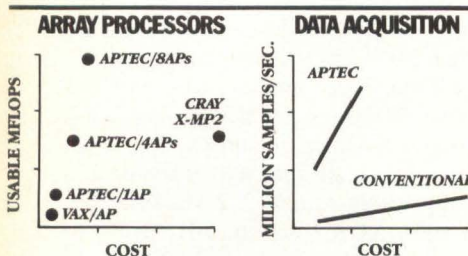 ARRAY PROCESSORS
USABLE MFLOPS
APTEC/8APs
CRAY
X-MP2
APTEC/4APs
APTEC/1AP
VAX/AP
COST
DATA ACQUISITION
MILLION SAMPLES/SEC.
APTEC
CONVENTIONAL
COST